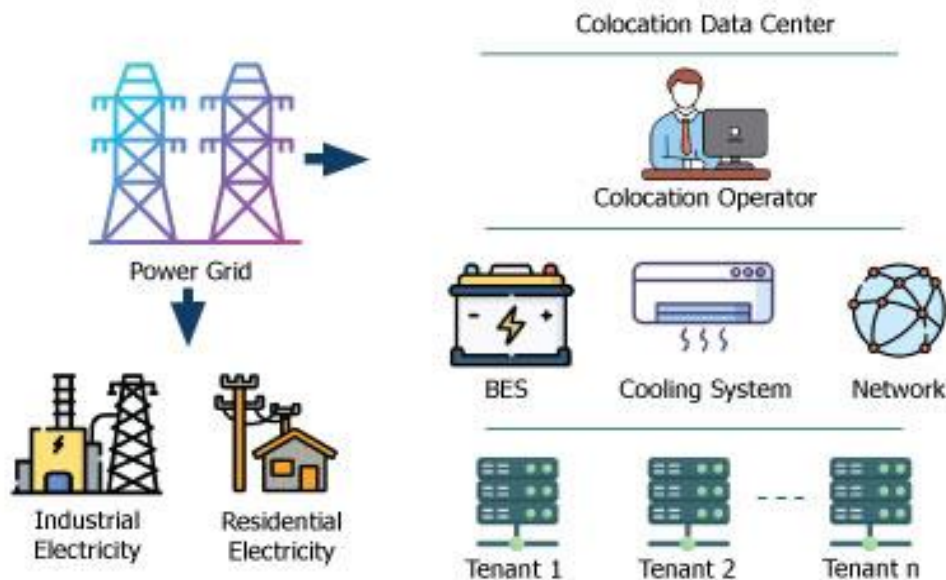 Colocation Data Center
Colocation Operator
Power Grid
BES
Cooling System
Network
Industrial
Electricity
Residential
Electricity
Tenant 1
Tenant 2
Tenant n